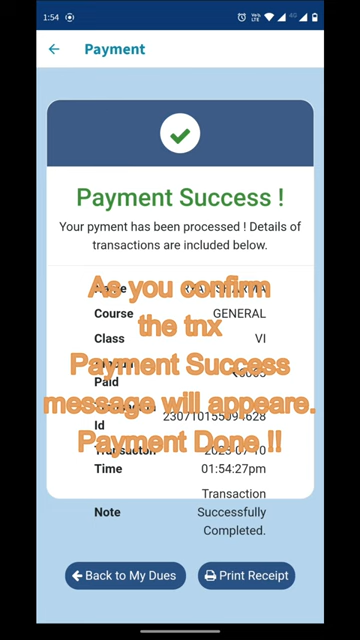 1:54
Payment
Payment Success !
Your pyment has been processed ! Details of
transactions are included below.
As you confirm
the tnx
Payment Success
message will appeare.
Payment Done !!
Course GENERAL
Class VI
Paid
Id
Time 01:54:27pm
Note Transaction
Successfully
Completed.
Back to My Dues
Print Receipt